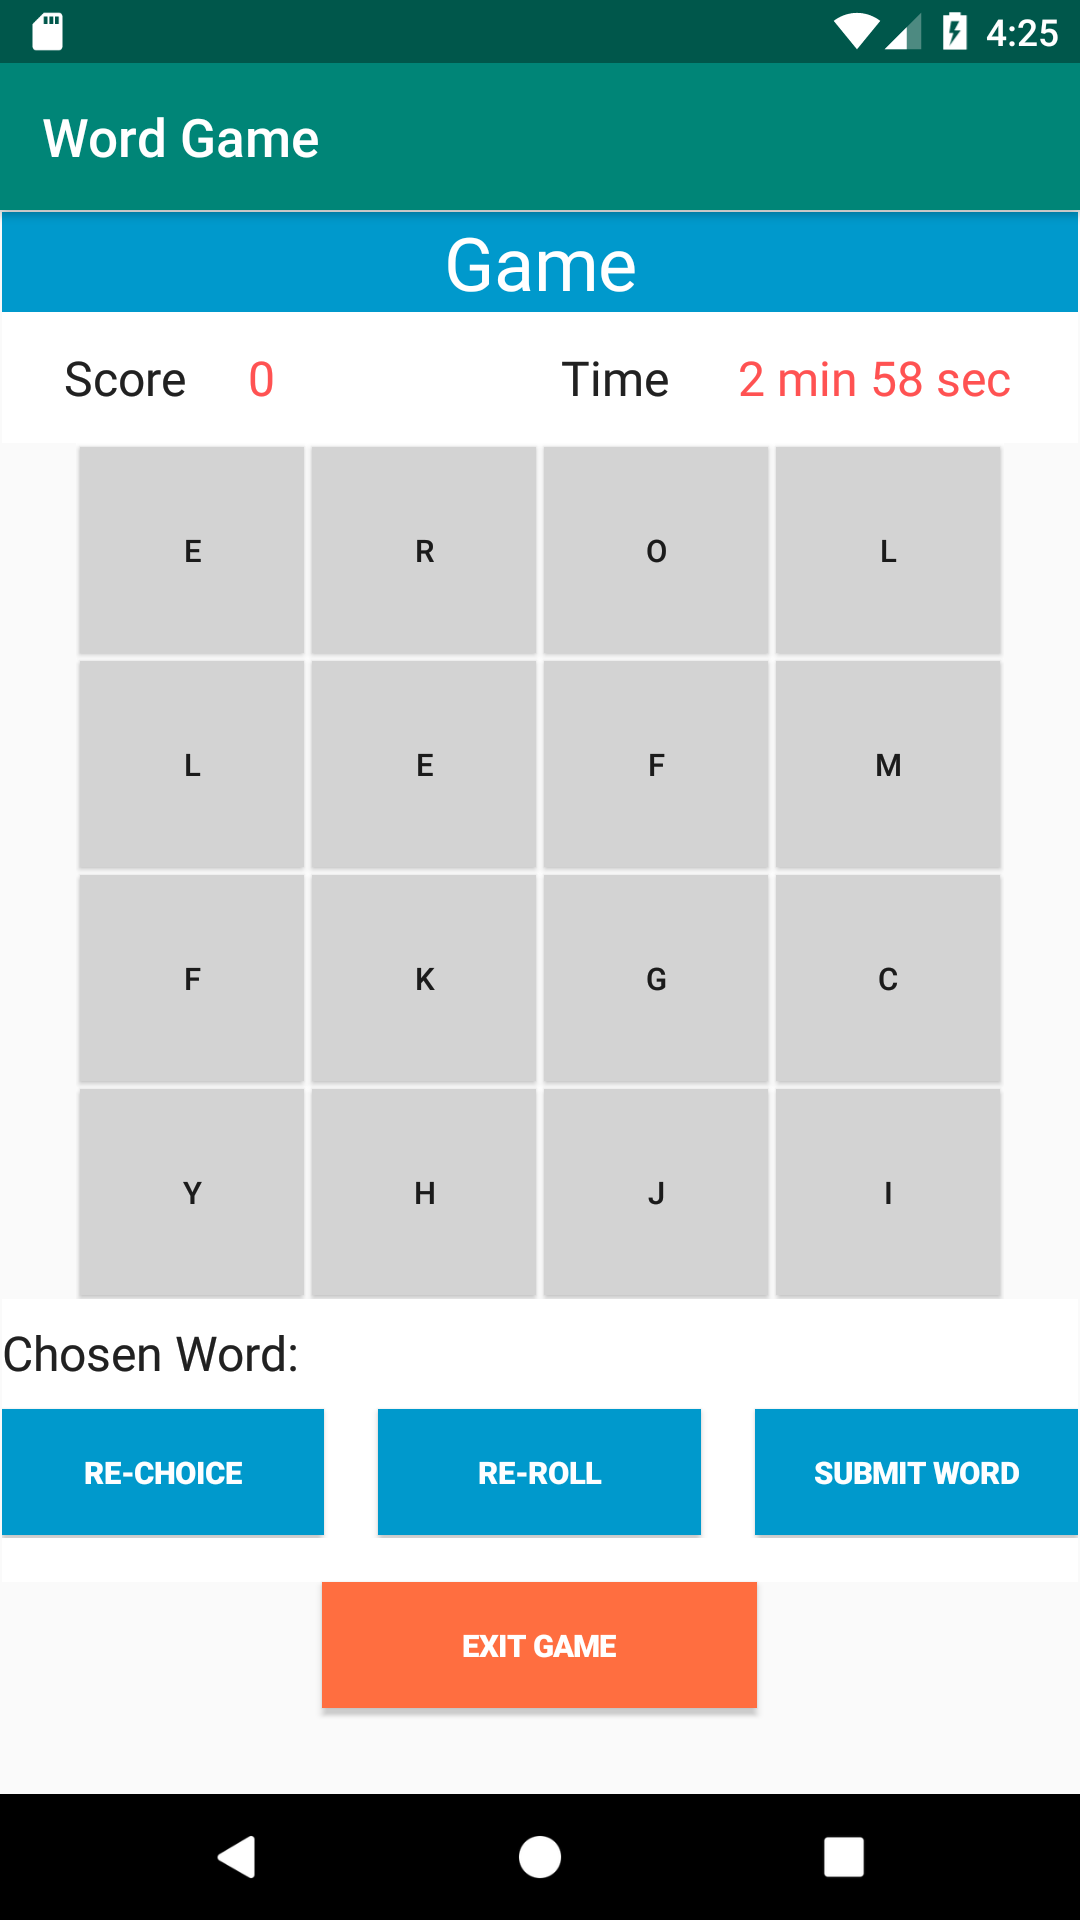 4:25
Word Game
Game
Score 0 Time 2 min 58 sec
E R O L
L E F M
F K G C
Y H J I
Chosen Word:
RE-CHOICE RE-ROLL SUBMIT WORD
EXIT GAME